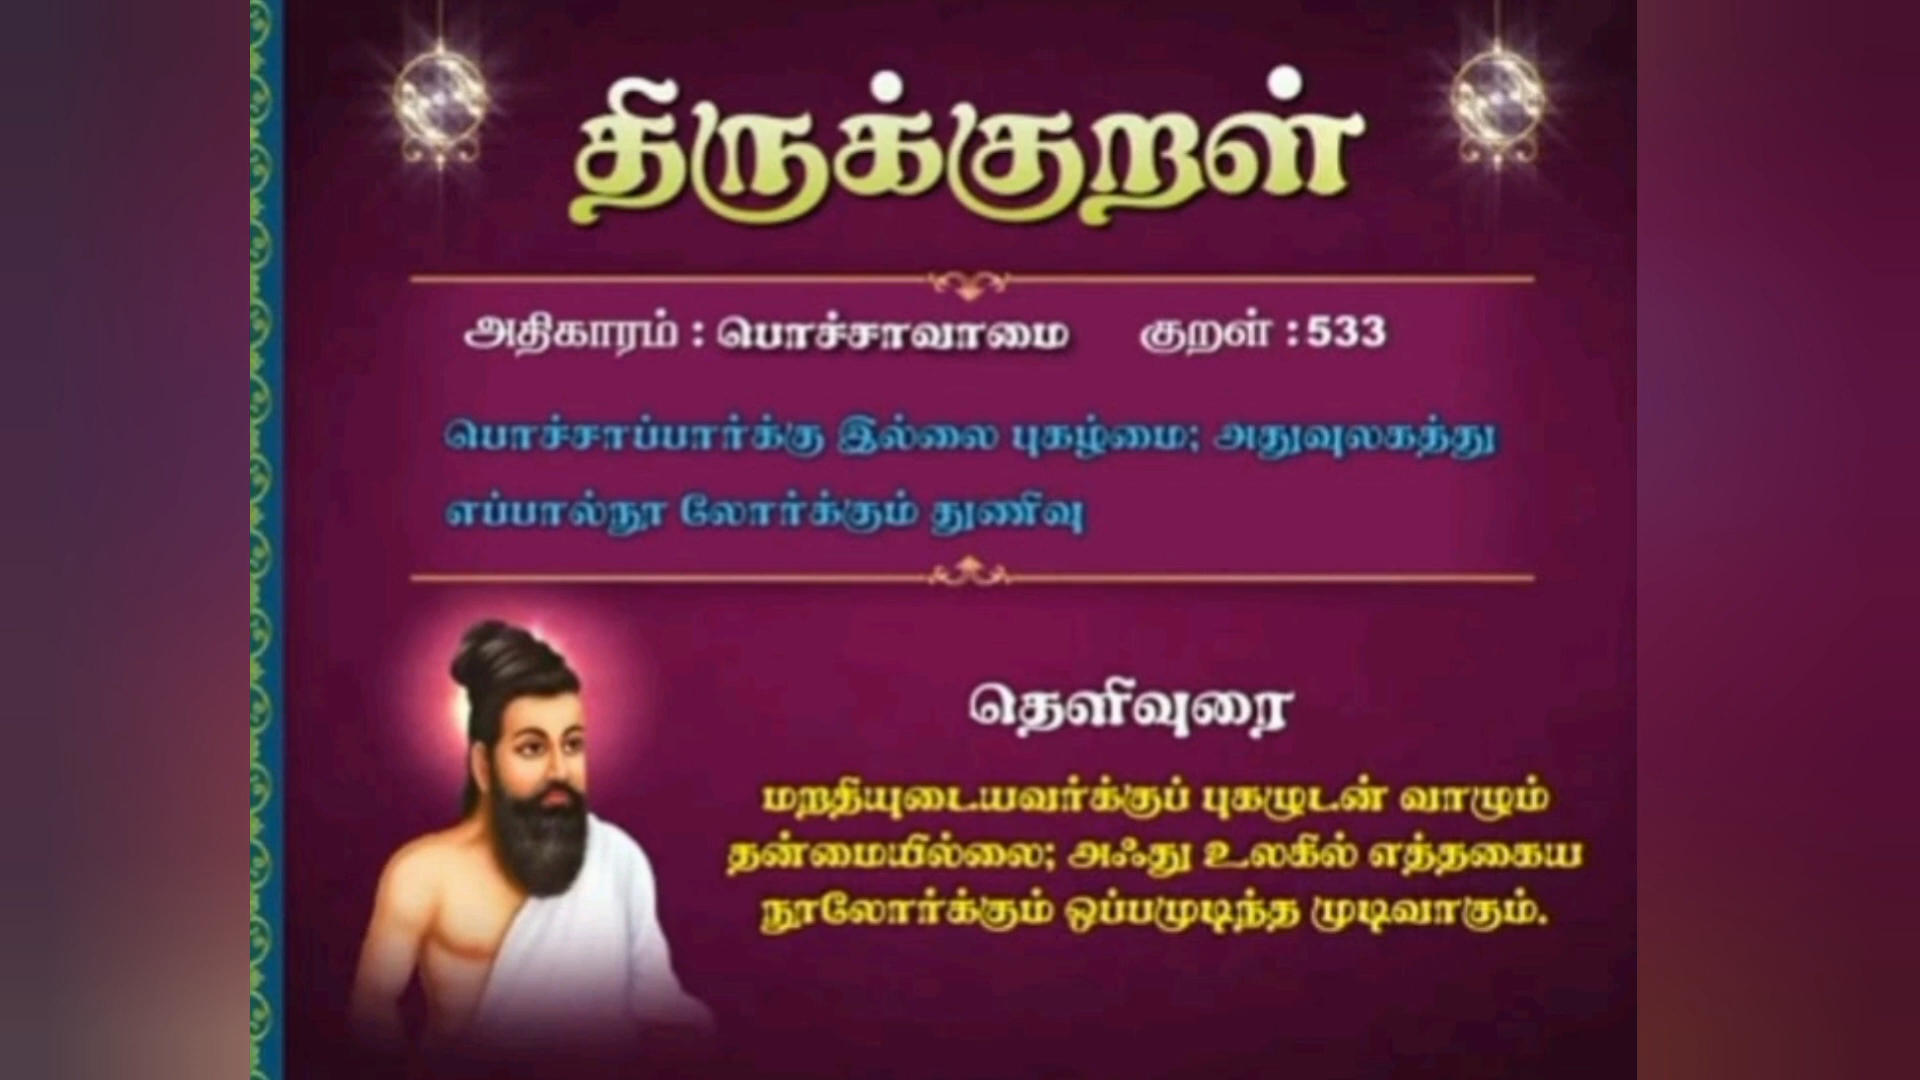 திருக்குறள்
அதிகாரம் : பொச்சாவாமை குறள் : 533
பொச்சாப்பார்க்கு இல்லை புகழ்மை; அதுவுலகத்து
எப்பால்நூ லோர்க்கும் துணிவு
தெளிவுரை
மறதியுடையவர்க்குப் புகழுடன் வாழும்
தன்மையில்லை; அஃது உலகில் எத்தகைய
நூலோர்க்கும் ஒப்பமுடிந்த முடிவாகும்.